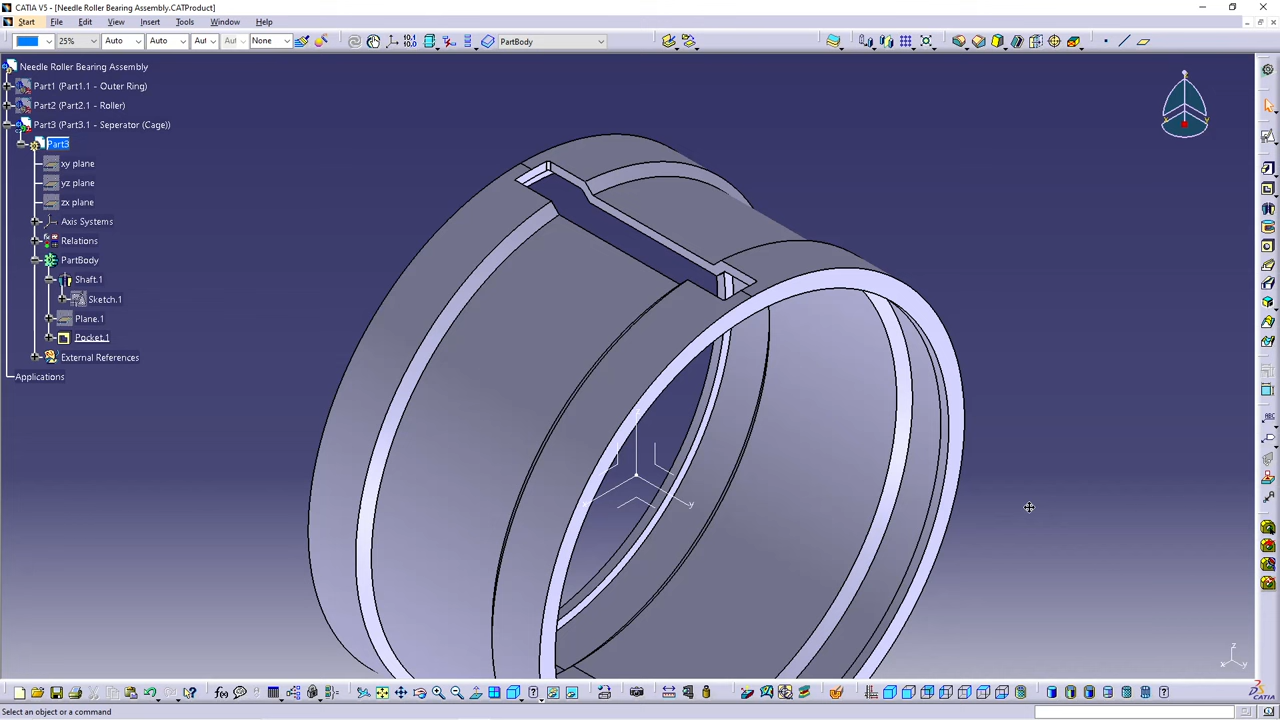 CATIA V5 - [Needle Roller Bearing Assembly.CATProduct]
Start File Edit View Insert Tools Window Help
25% Auto Auto Aut Aut None PartBody
Needle Roller Bearing Assembly
Part1 (Part1.1 - Outer Ring)
Part2 (Part2.1 - Roller)
Part3 (Part3.1 - Seperator (Cage))
Part3
xy plane
yz plane
zx plane
Axis Systems
Relations
PartBody
Shaft.1
Sketch.1
Plane.1
Pocket.1
External References
Applications
z
y
Select an object or a command
CATIA